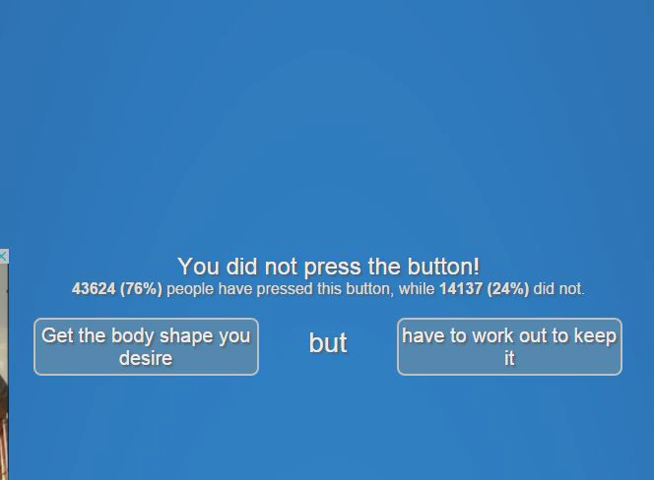 You did not press the button!
43624 (76%) people have pressed this button, while 14137 (24%) did not.
Get the body shape you
desire
but
have to work out to keep
it